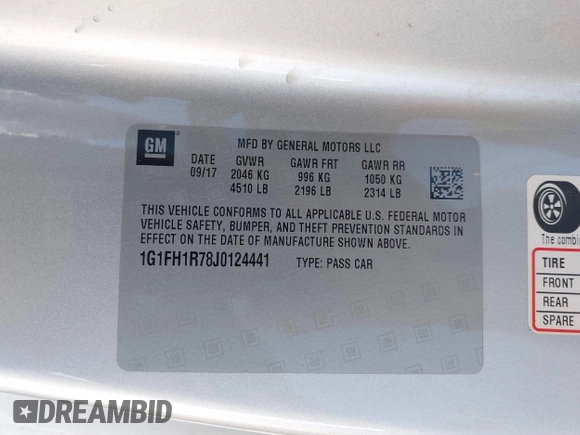 GM
MFD BY GENERAL MOTORS LLC
DATE GVWR GAWR FRT GAWR RR
09/17 2046 KG 996 KG 1050 KG
4510 LB 2196 LB 2314 LB
THIS VEHICLE CONFORMS TO ALL APPLICABLE U.S. FEDERAL MOTOR
VEHICLE SAFETY, BUMPER, AND THEFT PREVENTION STANDARDS IN
EFFECT ON THE DATE OF MANUFACTURE SHOWN ABOVE.
1G1FH1R78J0124441 TYPE: PASS CAR
The
TIRE
FRONT
REAR
SPARE
DREAMBID